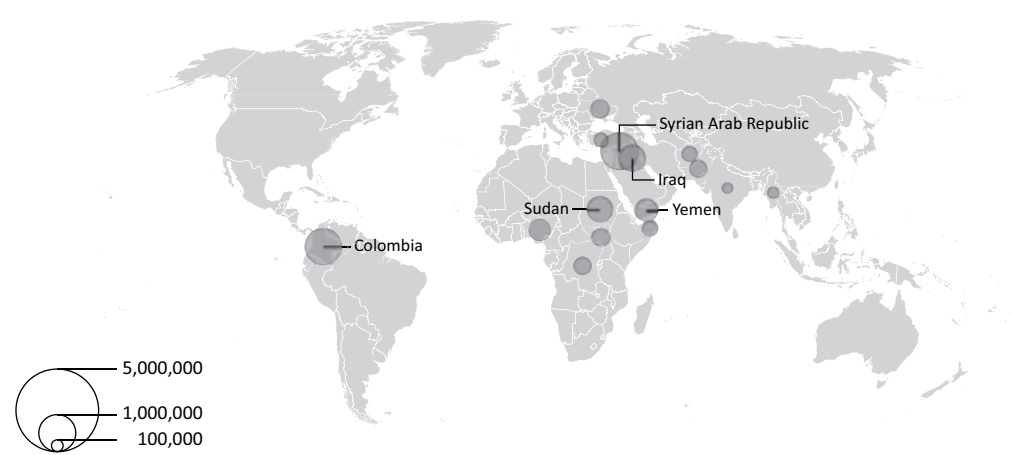 Syrian Arab Republic
Iraq
Sudan
Yemen
Colombia
5,000,000
1,000,000
100,000